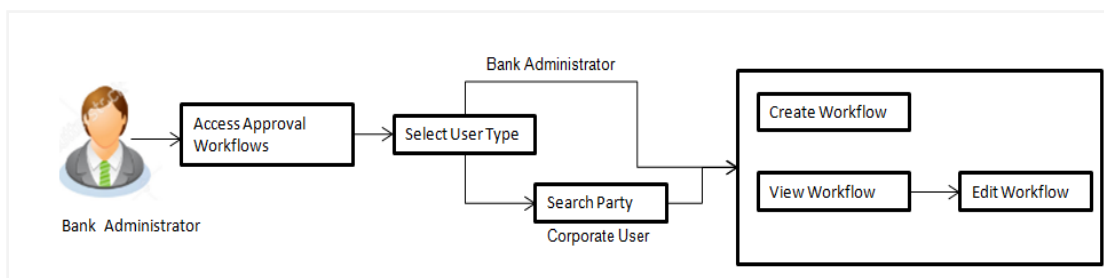 Bank Administrator
Access Approval
Workflows
Select User Type
Create Workflow
View Workflow
Edit Workflow
Search Party
Corporate User
Bank Administrator